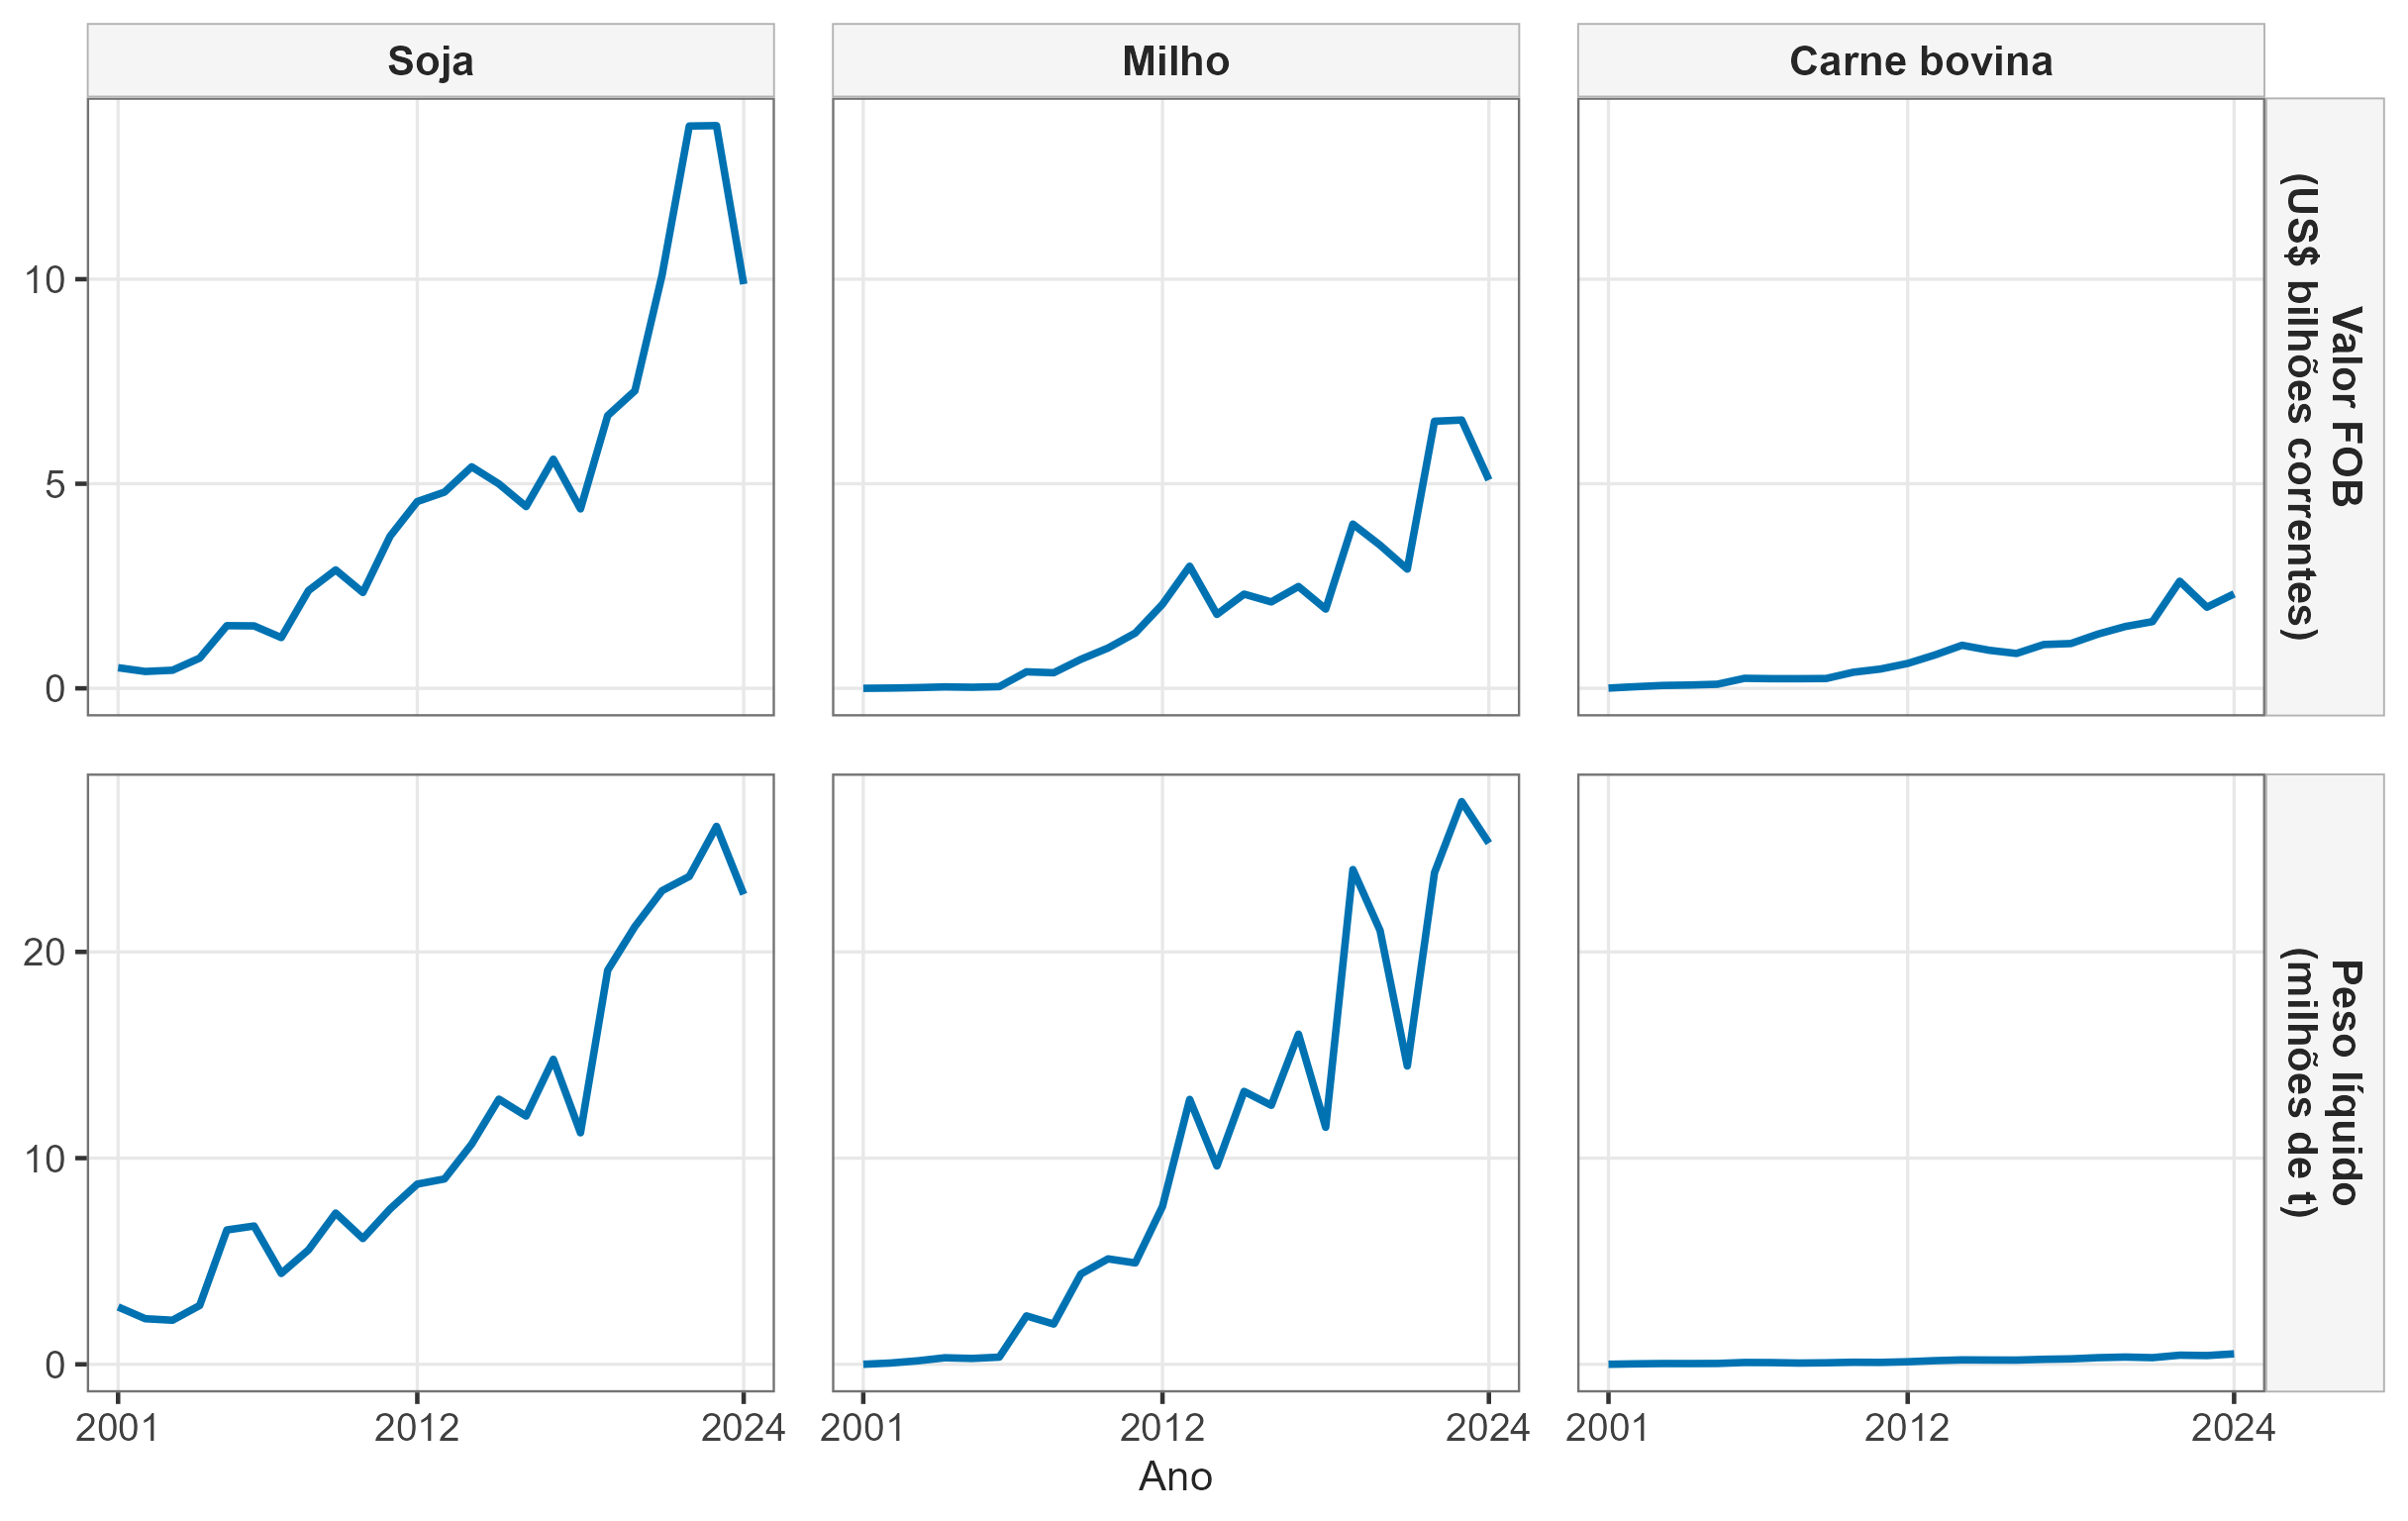 Soja
Milho
Carne bovina
10
5
0
Valor FOB
(US$ bilhões correntes)
20
10
0
Peso líquido
(milhões de t)
2001
2012
2024
2001
2012
2024
2001
2012
2024
Ano